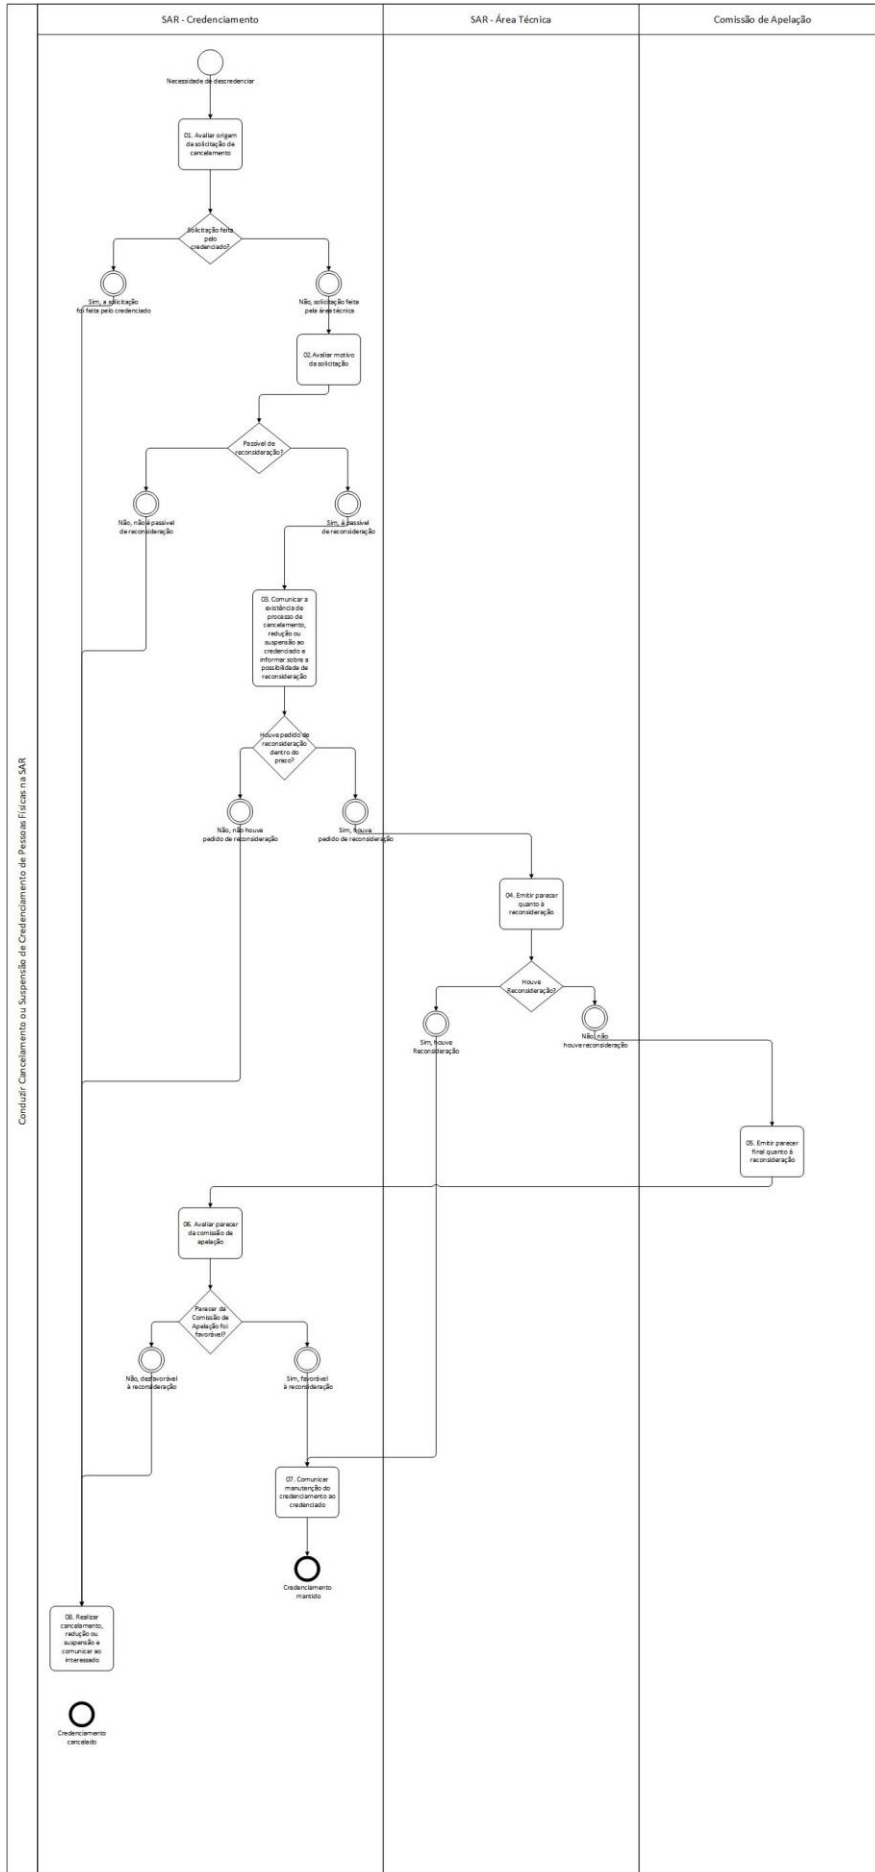 SAR - Credenciamento
SAR - Área Técnica
Comissão de Apelação
Conduzir Cancelamento ou Suspensão de Credenciamento de Pessoas Físicas na SAR
Necessidade de descredenciar
01. Avaliar origem
da solicitação de
cancelamento
Solicitação feita
pelo
credenciado?
Sim, a solicitação
foi feita pelo credenciado
Não, solicitação feita
pela área técnica
02.Avaliar motivo
da solicitação
Passível de
reconsideração?
Não, não é passível
de reconsideração
Sim, é passível
de reconsideração
03. Comunicar a
existência de
processo de
cancelamento,
redução ou
suspensão ao
credenciado e
informar sobre a
possibilidade de
reconsideração
Houve pedido de
reconsideração
dentro do
prazo?
Não, não houve
pedido de reconsideração
Sim, houve
pedido de reconsideração
04. Emitir parecer
quanto à
reconsideração
Houve
Reconsideração?
Sim, houve
Reconsideração
Não, não
houve reconsideração
05. Emitir parecer
final quanto à
reconsideração
06. Avaliar parecer
da comissão de
apelação
Parecer da
Comissão de
Apelação foi
favorável?
Não, desfavorável
à reconsideração
Sim, favorável
à reconsideração
07. Comunicar
manutenção do
credenciamento ao
credenciado
Credenciamento
mantido
08. Realizar
cancelamento,
redução ou
suspensão e
comunicar ao
interessado
Credenciamento
cancelado